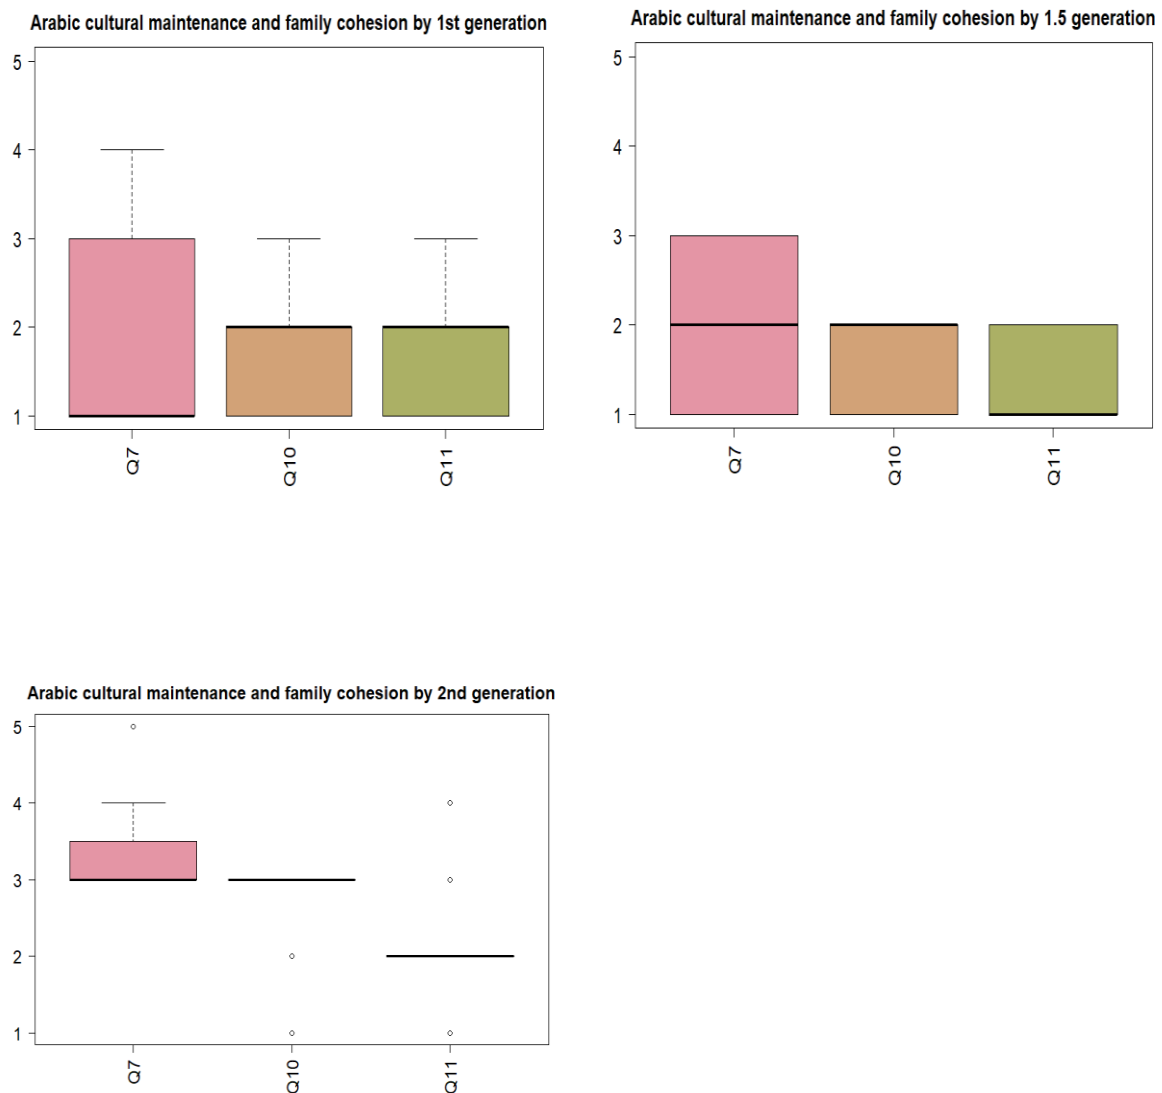 Arabic cultural maintenance and family cohesion by 1st generation
5
4
3
2
1
Q7
Q10
Q11
Arabic cultural maintenance and family cohesion by 1.5 generation
5
4
3
2
1
Q7
Q10
Q11
Arabic cultural maintenance and family cohesion by 2nd generation
5
4
3
2
1
Q7
Q10
Q11